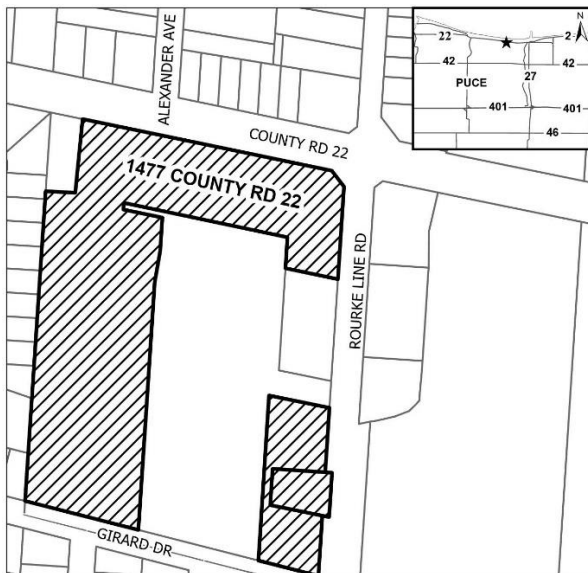 ALEXANDER AVE
COUNTY RD 22
1477 COUNTY RD 22
ROURKE LINE RD
GIRARD DR
N
22
2
42
42
PUCE
27
401
401
46